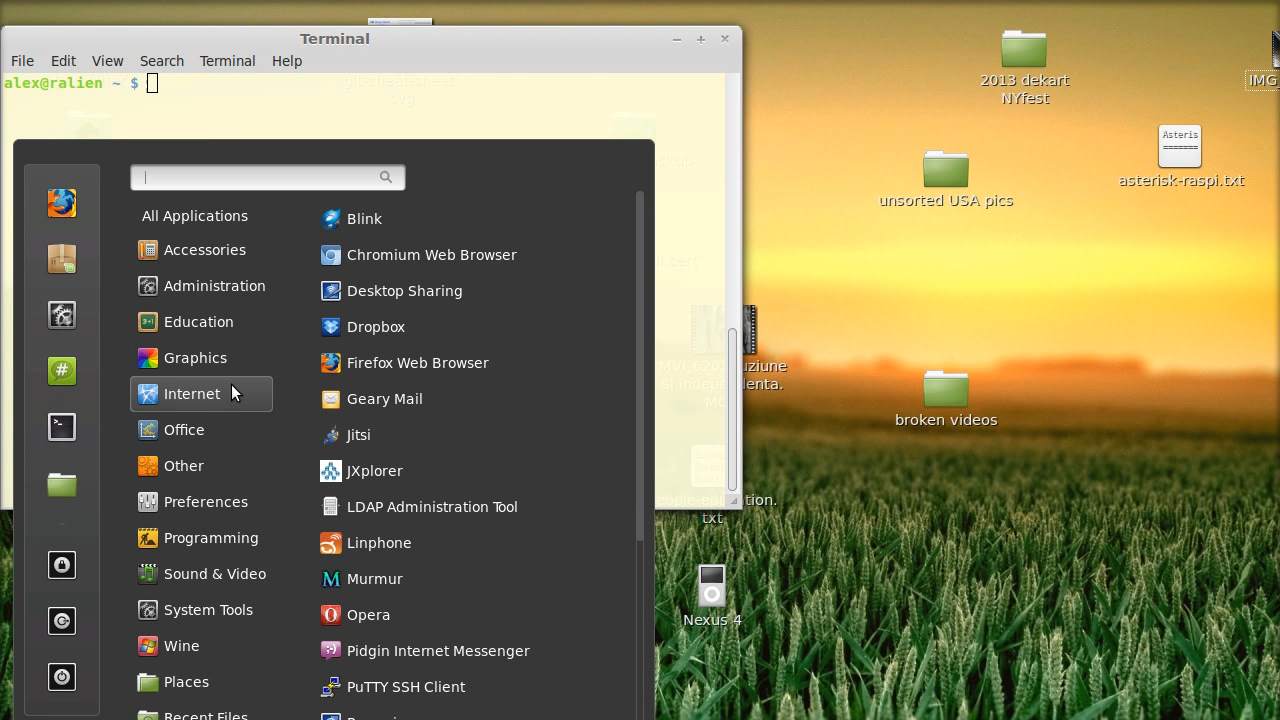 Terminal
File Edit View Search Terminal Help
alex@ralien ~ $
All Applications
Accessories
Administration
Education
Graphics
Internet
Office
Other
Preferences
Programming
Sound & Video
System Tools
Wine
Places
Recent Files
Blink
Chromium Web Browser
Desktop Sharing
Dropbox
Firefox Web Browser
Geary Mail
Jitsi
JXplorer
LDAP Administration Tool
Linphone
Murmur
Opera
Pidgin Internet Messenger
PuTTY SSH Client
2013 dekart
NYfest
IMG
Asteris
=======
asterisk-raspi.txt
unsorted USA pics
broken videos
txt
Nexus 4